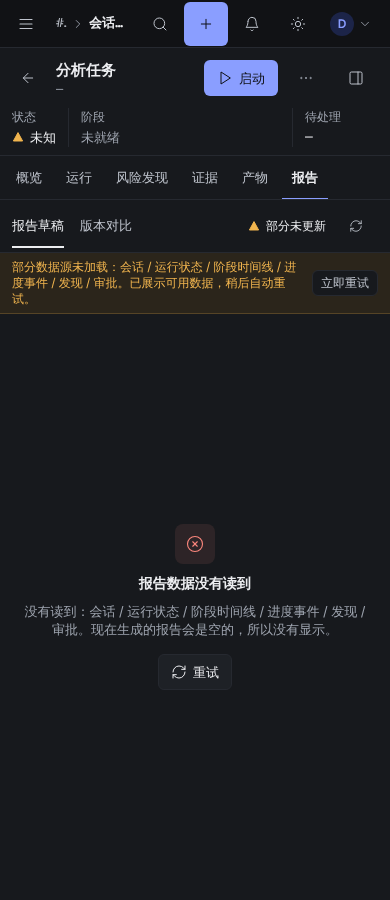 #. 会话…
D
分析任务
–
启动
状态
未知
阶段
未就绪
待处理
–
概览 运行 风险发现 证据 产物 报告
报告草稿 版本对比 部分未更新
部分数据源未加载：会话 / 运行状态 / 阶段时间线 / 进
度事件 / 发现 / 审批。已展示可用数据，稍后自动重
试。
立即重试
报告数据没有读到
没有读到：会话 / 运行状态 / 阶段时间线 / 进度事件 / 发现 /
审批。现在生成的报告会是空的，所以没有显示。
重试